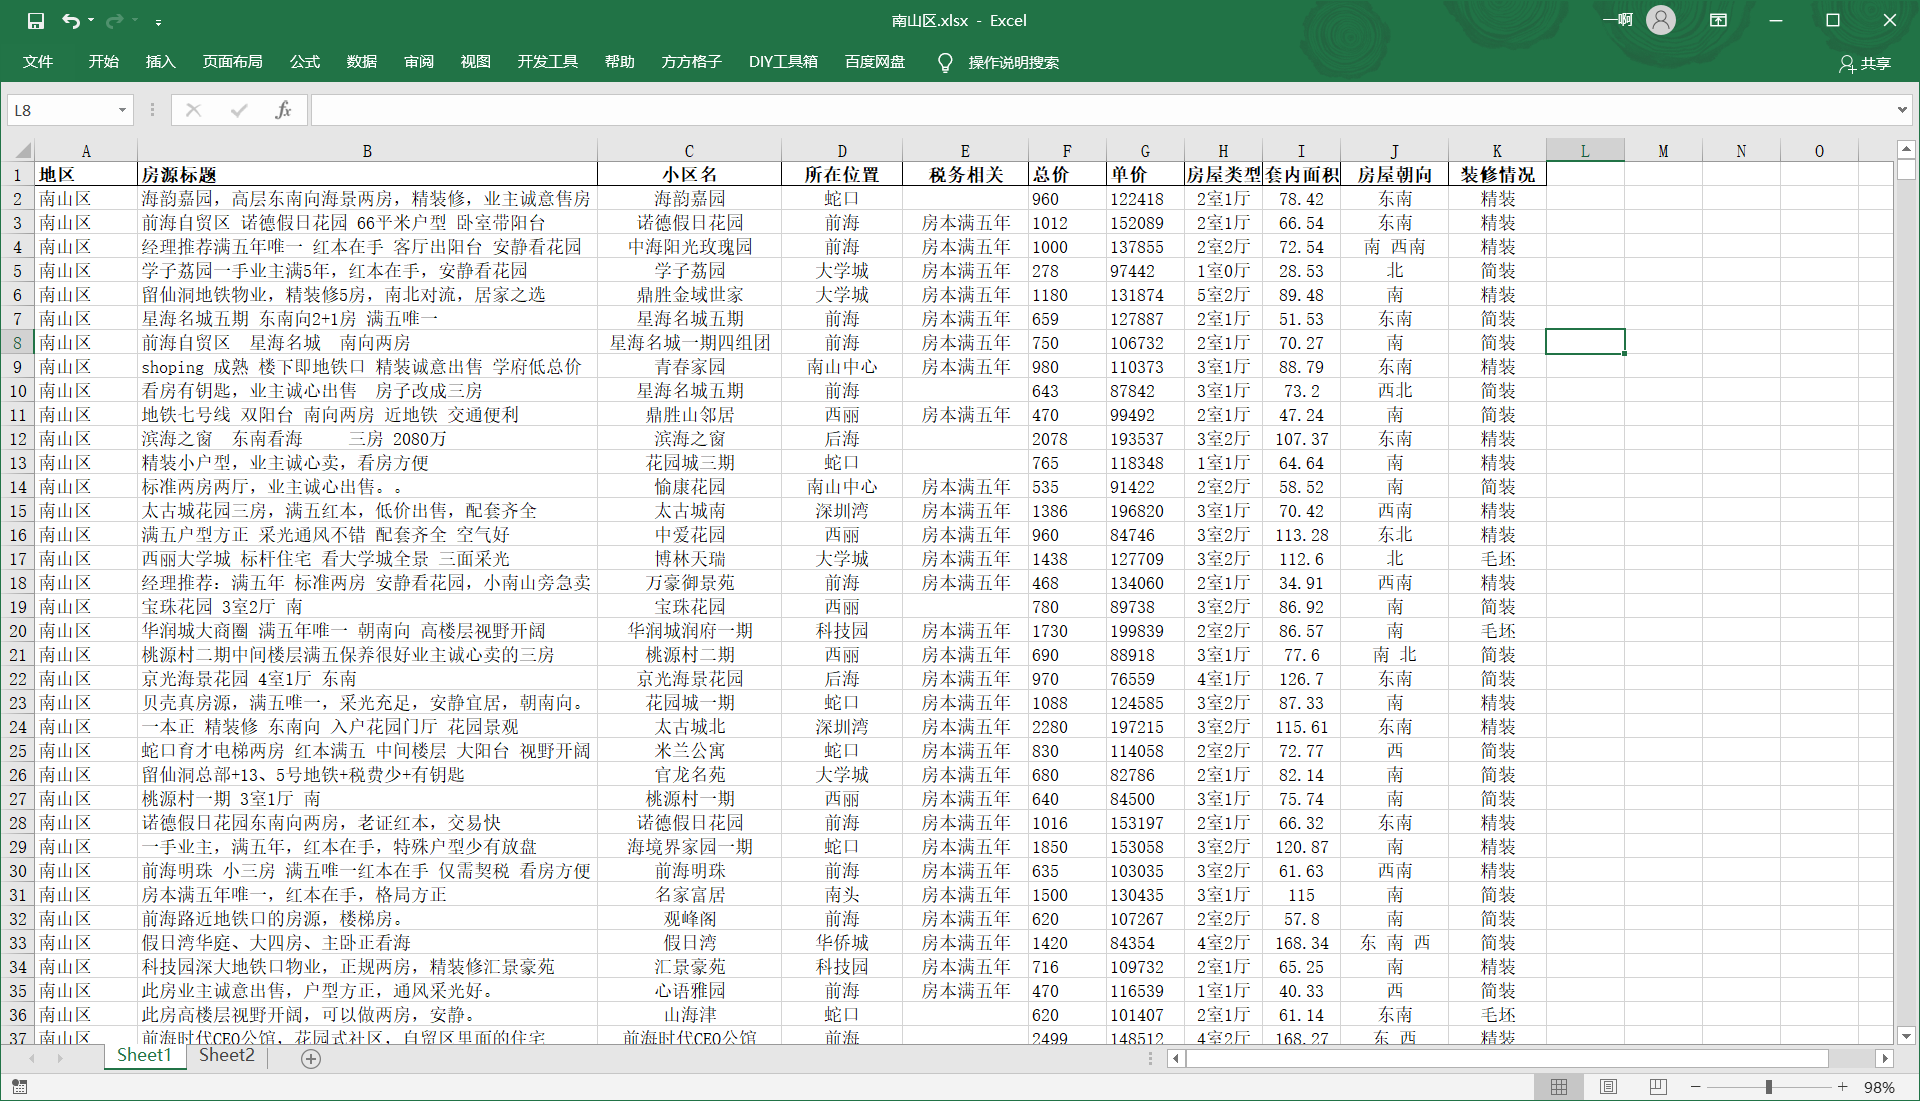 南山区.xlsx - Excel
一啊
文件 开始 插入 页面布局 公式 数据 审阅 视图 开发工具 帮助 方方格子 DIY工具箱 百度网盘 操作说明搜索 共享
L8 fx
A B C D E F G H I J K L M N O
1 地区 房源标题 小区名 所在位置 税务相关 总价 单价 房屋类型 套内面积 房屋朝向 装修情况
2 南山区 海韵嘉园，高层东南向海景两房，精装修，业主诚意售房 海韵嘉园 蛇口 960 122418 2室1厅 78.42 东南 精装
3 南山区 前海自贸区 诺德假日花园 66平米户型 卧室带阳台 诺德假日花园 前海 房本满五年 1012 152089 2室1厅 66.54 东南 精装
4 南山区 经理推荐满五年唯一 红本在手 客厅出阳台 安静看花园 中海阳光玫瑰园 前海 房本满五年 1000 137855 2室2厅 72.54 南 西南 精装
5 南山区 学子荔园一手业主满5年，红本在手，安静看花园 学子荔园 大学城 房本满五年 278 97442 1室0厅 28.53 北 简装
6 南山区 留仙洞地铁物业，精装修5房，南北对流，居家之选 鼎胜金域世家 大学城 房本满五年 1180 131874 5室2厅 89.48 南 精装
7 南山区 星海名城五期 东南向2+1房 满五唯一 星海名城五期 前海 房本满五年 659 127887 2室1厅 51.53 东南 简装
8 南山区 前海自贸区 星海名城 南向两房 星海名城一期四组团 前海 房本满五年 750 106732 2室1厅 70.27 南 简装
9 南山区 shoping 成熟 楼下即地铁口 精装诚意出售 学府低总价 青春家园 南山中心 房本满五年 980 110373 3室1厅 88.79 东南 精装
10 南山区 看房有钥匙，业主诚心出售 房子改成三房 星海名城五期 前海 643 87842 3室1厅 73.2 西北 简装
11 南山区 地铁七号线 双阳台 南向两房 近地铁 交通便利 鼎胜山邻居 西丽 房本满五年 470 99492 2室1厅 47.24 南 简装
12 南山区 滨海之窗 东南看海 三房 2080万 滨海之窗 后海 2078 193537 3室2厅 107.37 东南 精装
13 南山区 精装小户型，业主诚心卖，看房方便 花园城三期 蛇口 765 118348 1室1厅 64.64 南 精装
14 南山区 标准两房两厅，业主诚心出售。。 愉康花园 南山中心 房本满五年 535 91422 2室2厅 58.52 南 简装
15 南山区 太古城花园三房，满五红本，低价出售，配套齐全 太古城南 深圳湾 房本满五年 1386 196820 3室1厅 70.42 西南 精装
16 南山区 满五户型方正 采光通风不错 配套齐全 空气好 中爱花园 西丽 房本满五年 960 84746 3室2厅 113.28 东北 精装
17 南山区 西丽大学城 标杆住宅 看大学城全景 三面采光 博林天瑞 大学城 房本满五年 1438 127709 3室2厅 112.6 北 毛坯
18 南山区 经理推荐：满五年 标准两房 安静看花园，小南山旁急卖 万豪御景苑 前海 房本满五年 468 134060 2室1厅 34.91 西南 精装
19 南山区 宝珠花园 3室2厅 南 宝珠花园 西丽 780 89738 3室2厅 86.92 南 简装
20 南山区 华润城大商圈 满五年唯一 朝南向 高楼层视野开阔 华润城润府一期 科技园 房本满五年 1730 199839 2室2厅 86.57 南 毛坯
21 南山区 桃源村二期中间楼层满五保养很好业主诚心卖的三房 桃源村二期 西丽 房本满五年 690 88918 3室1厅 77.6 南 北 简装
22 南山区 京光海景花园 4室1厅 东南 京光海景花园 后海 房本满五年 970 76559 4室1厅 126.7 东南 简装
23 南山区 贝壳真房源，满五唯一，采光充足，安静宜居，朝南向。 花园城一期 蛇口 房本满五年 1088 124585 3室2厅 87.33 南 精装
24 南山区 一本正 精装修 东南向 入户花园门厅 花园景观 太古城北 深圳湾 房本满五年 2280 197215 3室2厅 115.61 东南 精装
25 南山区 蛇口育才电梯两房 红本满五 中间楼层 大阳台 视野开阔 米兰公寓 蛇口 房本满五年 830 114058 2室2厅 72.77 西 简装
26 南山区 留仙洞总部+13、5号地铁+税费少+有钥匙 官龙名苑 大学城 房本满五年 680 82786 2室1厅 82.14 南 简装
27 南山区 桃源村一期 3室1厅 南 桃源村一期 西丽 房本满五年 640 84500 3室1厅 75.74 南 简装
28 南山区 诺德假日花园东南向两房，老证红本，交易快 诺德假日花园 前海 房本满五年 1016 153197 2室1厅 66.32 东南 精装
29 南山区 一手业主，满五年，红本在手，特殊户型少有放盘 海境界家园一期 蛇口 房本满五年 1850 153058 3室2厅 120.87 南 精装
30 南山区 前海明珠 小三房 满五唯一红本在手 仅需契税 看房方便 前海明珠 前海 房本满五年 635 103035 3室2厅 61.63 西南 精装
31 南山区 房本满五年唯一，红本在手，格局方正 名家富居 南头 房本满五年 1500 130435 3室1厅 115 南 简装
32 南山区 前海路近地铁口的房源，楼梯房。 观峰阁 前海 房本满五年 620 107267 2室2厅 57.8 南 简装
33 南山区 假日湾华庭、大四房、主卧正看海 假日湾 华侨城 房本满五年 1420 84354 4室2厅 168.34 东 南 西 简装
34 南山区 科技园深大地铁口物业，正规两房，精装修汇景豪苑 汇景豪苑 科技园 房本满五年 716 109732 2室1厅 65.25 南 精装
35 南山区 此房业主诚意出售，户型方正，通风采光好。 心语雅园 前海 房本满五年 470 116539 1室1厅 40.33 西 简装
36 南山区 此房高楼层视野开阔，可以做两房，安静。 山海津 蛇口 620 101407 2室1厅 61.14 东南 毛坯
37 南山区 前海时代CEO公馆，花园式社区，自贸区里面的住宅 前海时代CEO公馆 前海 2499 148512 4室2厅 168.27 东 西 精装
Sheet1 Sheet2
98%